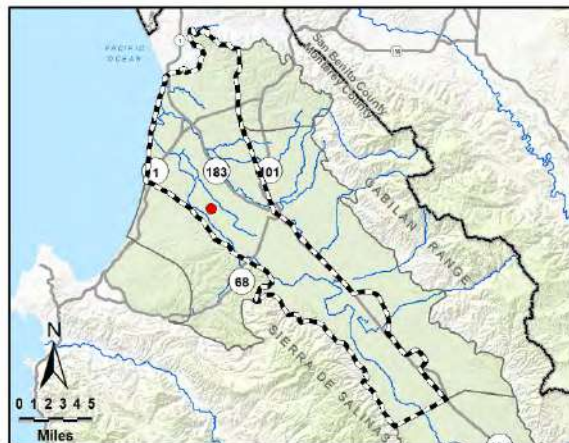 1
PACIFIC
OCEAN
San Benito County
Monterey County
1
183
101
GABILAN RANGE
68
SIERRA DE SALINAS
N
0 1 2 3 4 5
Miles